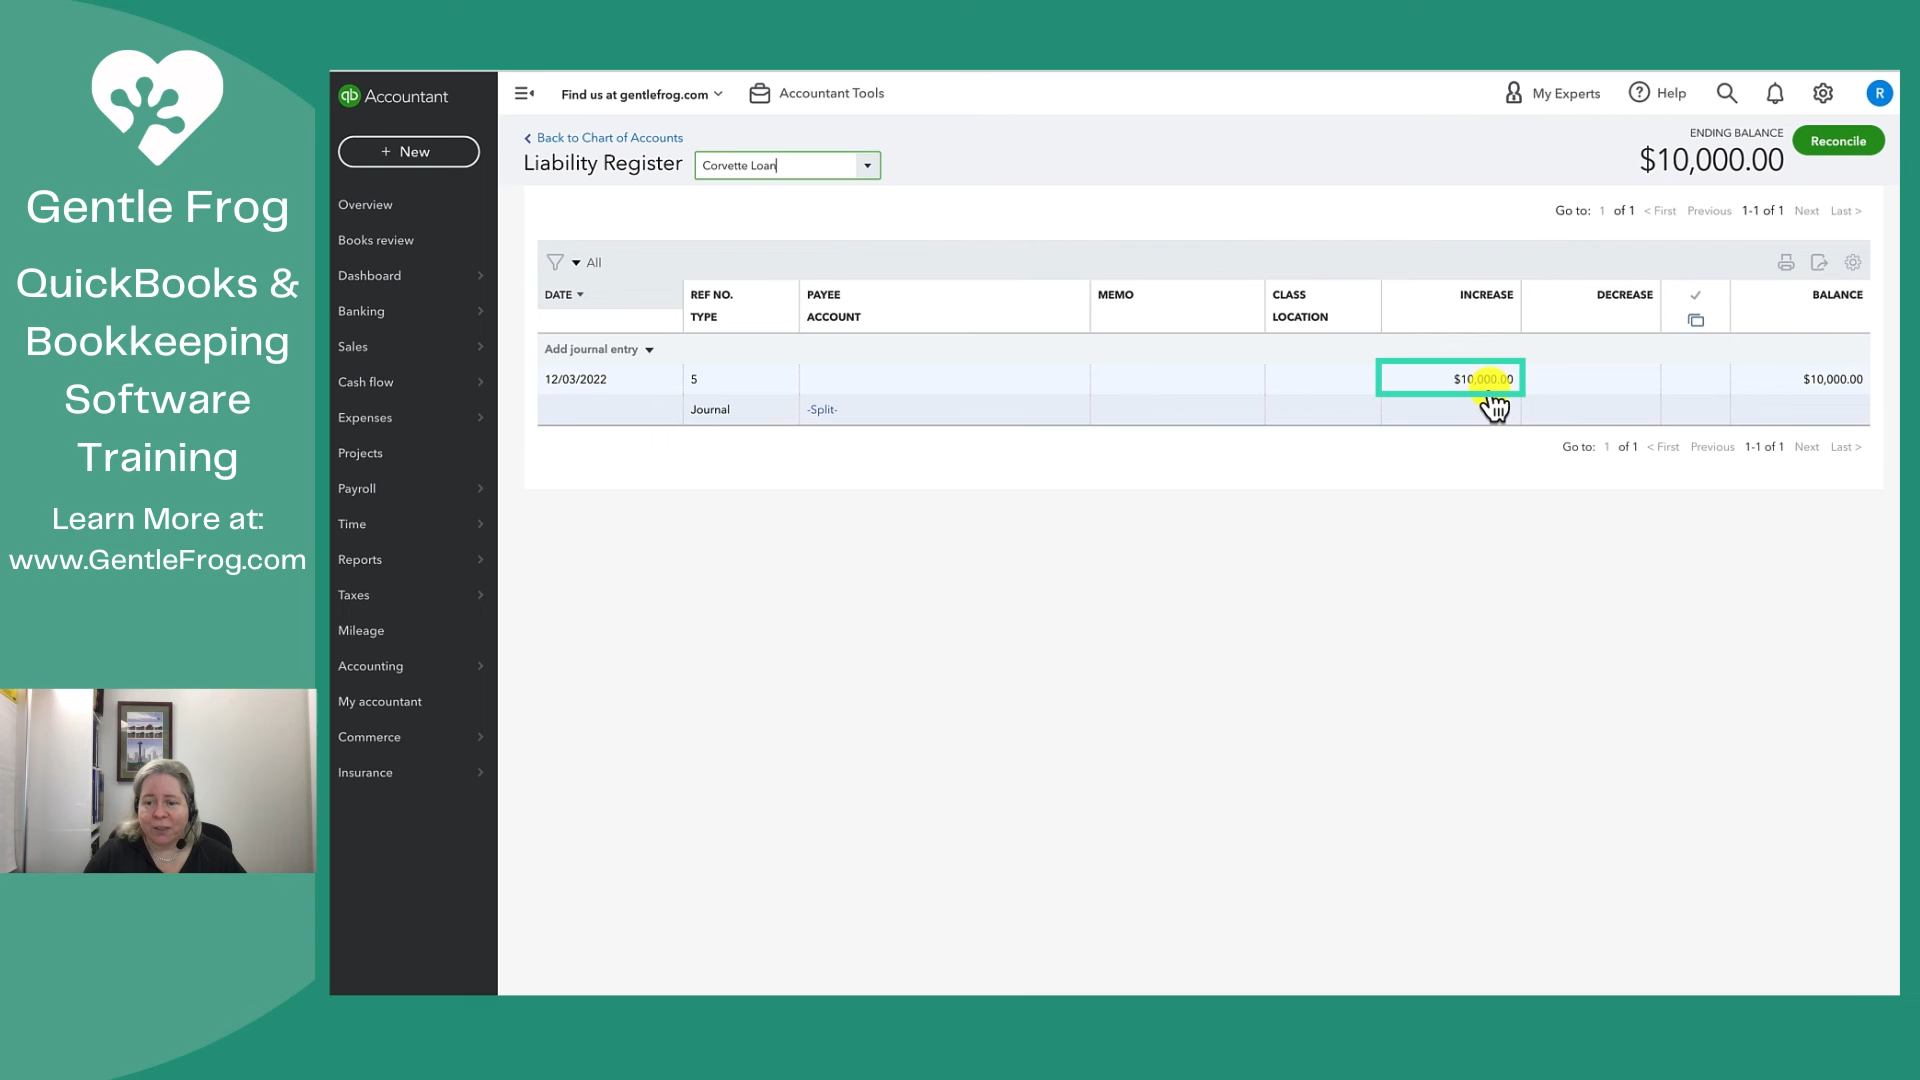 Gentle Frog
QuickBooks &
Bookkeeping
Software
Training
Learn More at:
www.GentleFrog.com
qb Accountant
+ New
Overview
Books review
Dashboard
Banking
Sales
Cash flow
Expenses
Projects
Payroll
Time
Reports
Taxes
Mileage
Accounting
My accountant
Commerce
Insurance
Find us at gentlefrog.com
Accountant Tools
My Experts
Help
R
Back to Chart of Accounts
Liability Register
Corvette Loan
ENDING BALANCE
$10,000.00
Reconcile
Go to: 1 of 1 < First Previous 1-1 of 1 Next Last >
All
DATE REF NO. PAYEE MEMO CLASS INCREASE DECREASE BALANCE
TYPE ACCOUNT LOCATION
Add journal entry
12/03/2022 5 $10,000.00 $10,000.00
Journal -Split-
Go to: 1 of 1 < First Previous 1-1 of 1 Next Last >